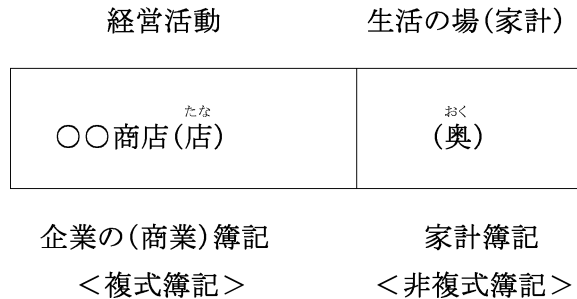 経営活動 生活の場(家計)
たな おく
〇〇商店(店) (奥)
企業の(商業)簿記 家計簿記
＜複式簿記＞ ＜非複式簿記＞